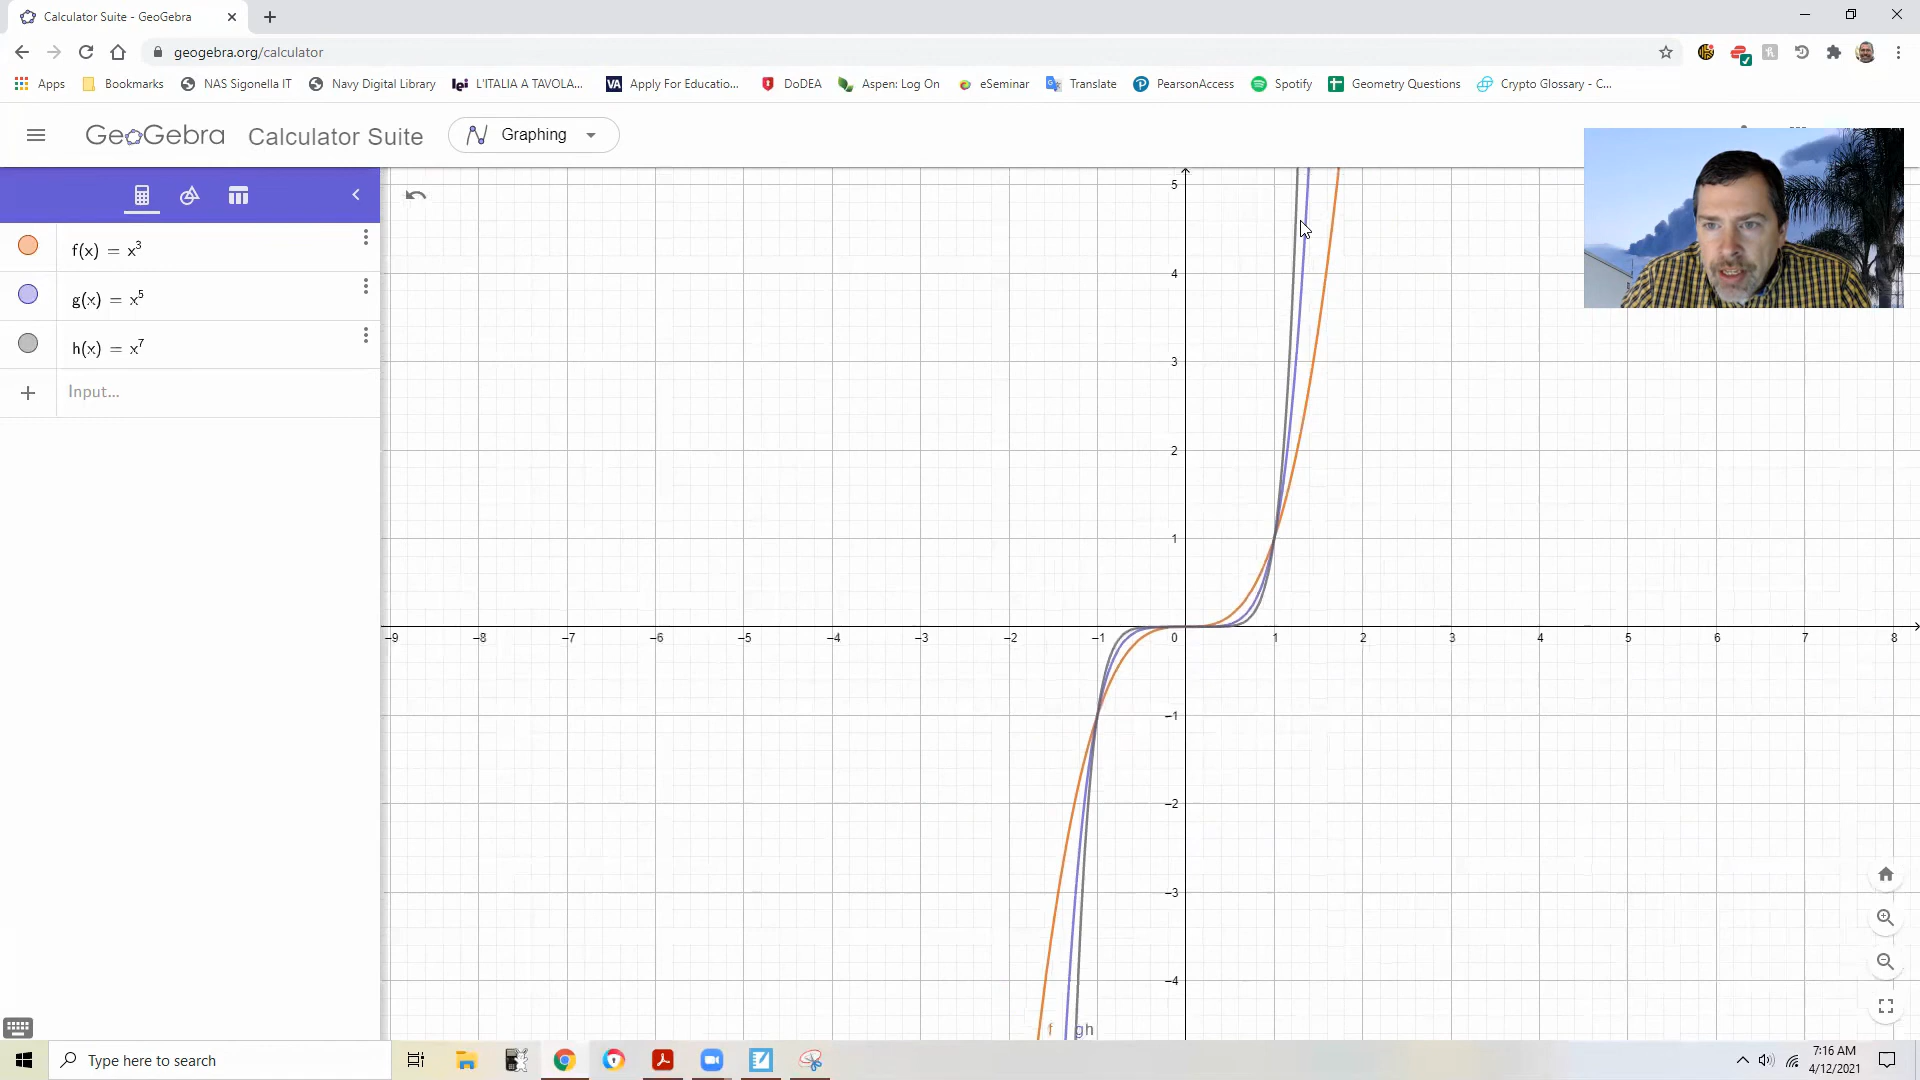 Calculator Suite - GeoGebra
geogebra.org/calculator
Apps Bookmarks NAS Sigonella IT Navy Digital Library L'ITALIA A TAVOLA... Apply For Educatio... DoDEA Aspen: Log On eSeminar Translate PearsonAccess Spotify Geometry Questions Crypto Glossary - C...
GeoGebra Calculator Suite Graphing
f(x) = x³
g(x) = x⁵
h(x) = x⁷
Input...
5
4
3
2
1
–9 –8 –7 –6 –5 –4 –3 –2 –1 0 1 2 3 4 5 6 7 8
–1
–2
–3
–4
f g h
Type here to search
7:16 AM
4/12/2021